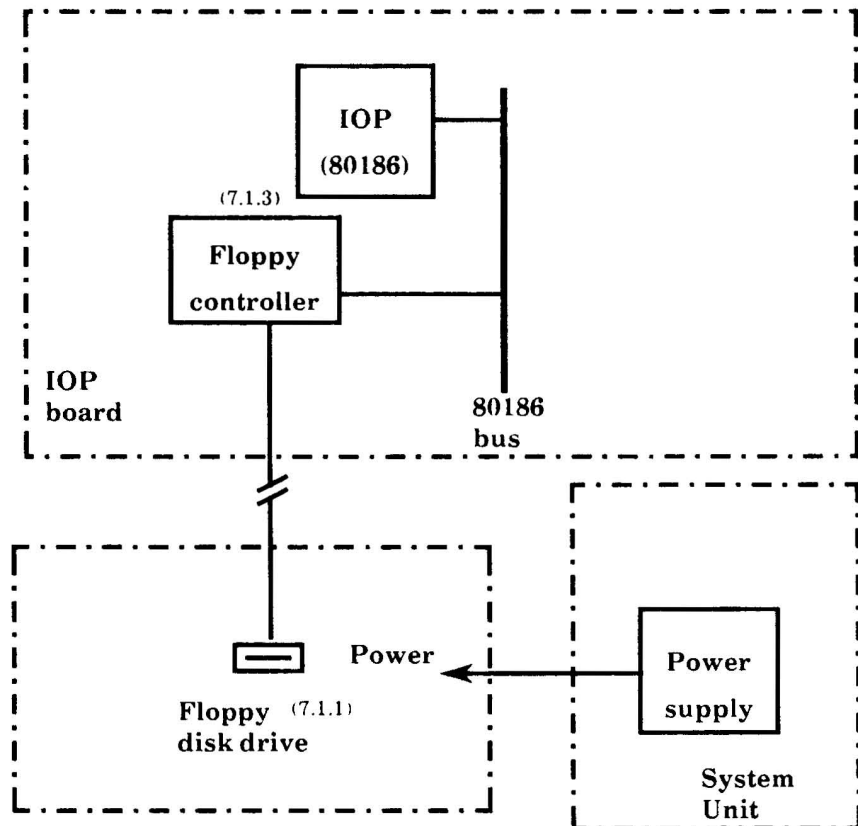 IOP
(80186)
(7.1.3)
Floppy
controller
IOP
board
80186
bus
Power
Floppy (7.1.1)
disk drive
Power
supply
System
Unit